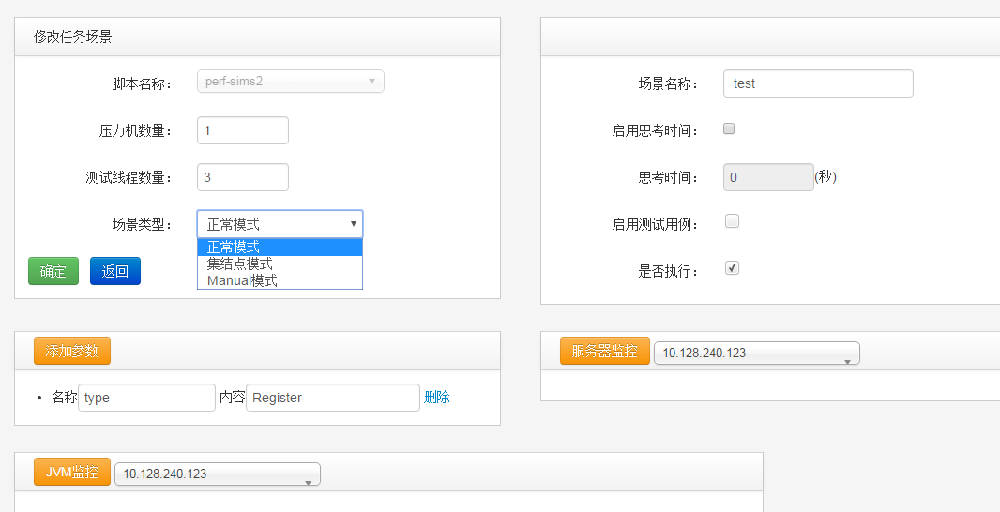 修改任务场景
脚本名称： perf-sims2
压力机数量： 1
测试线程数量： 3
场景类型： 正常模式
正常模式
集结点模式
Manual模式
确定 返回
场景名称： test
启用思考时间：
思考时间： 0 (秒)
启用测试用例：
是否执行：
添加参数
• 名称 type 内容 Register 删除
服务器监控 10.128.240.123
JVM监控 10.128.240.123